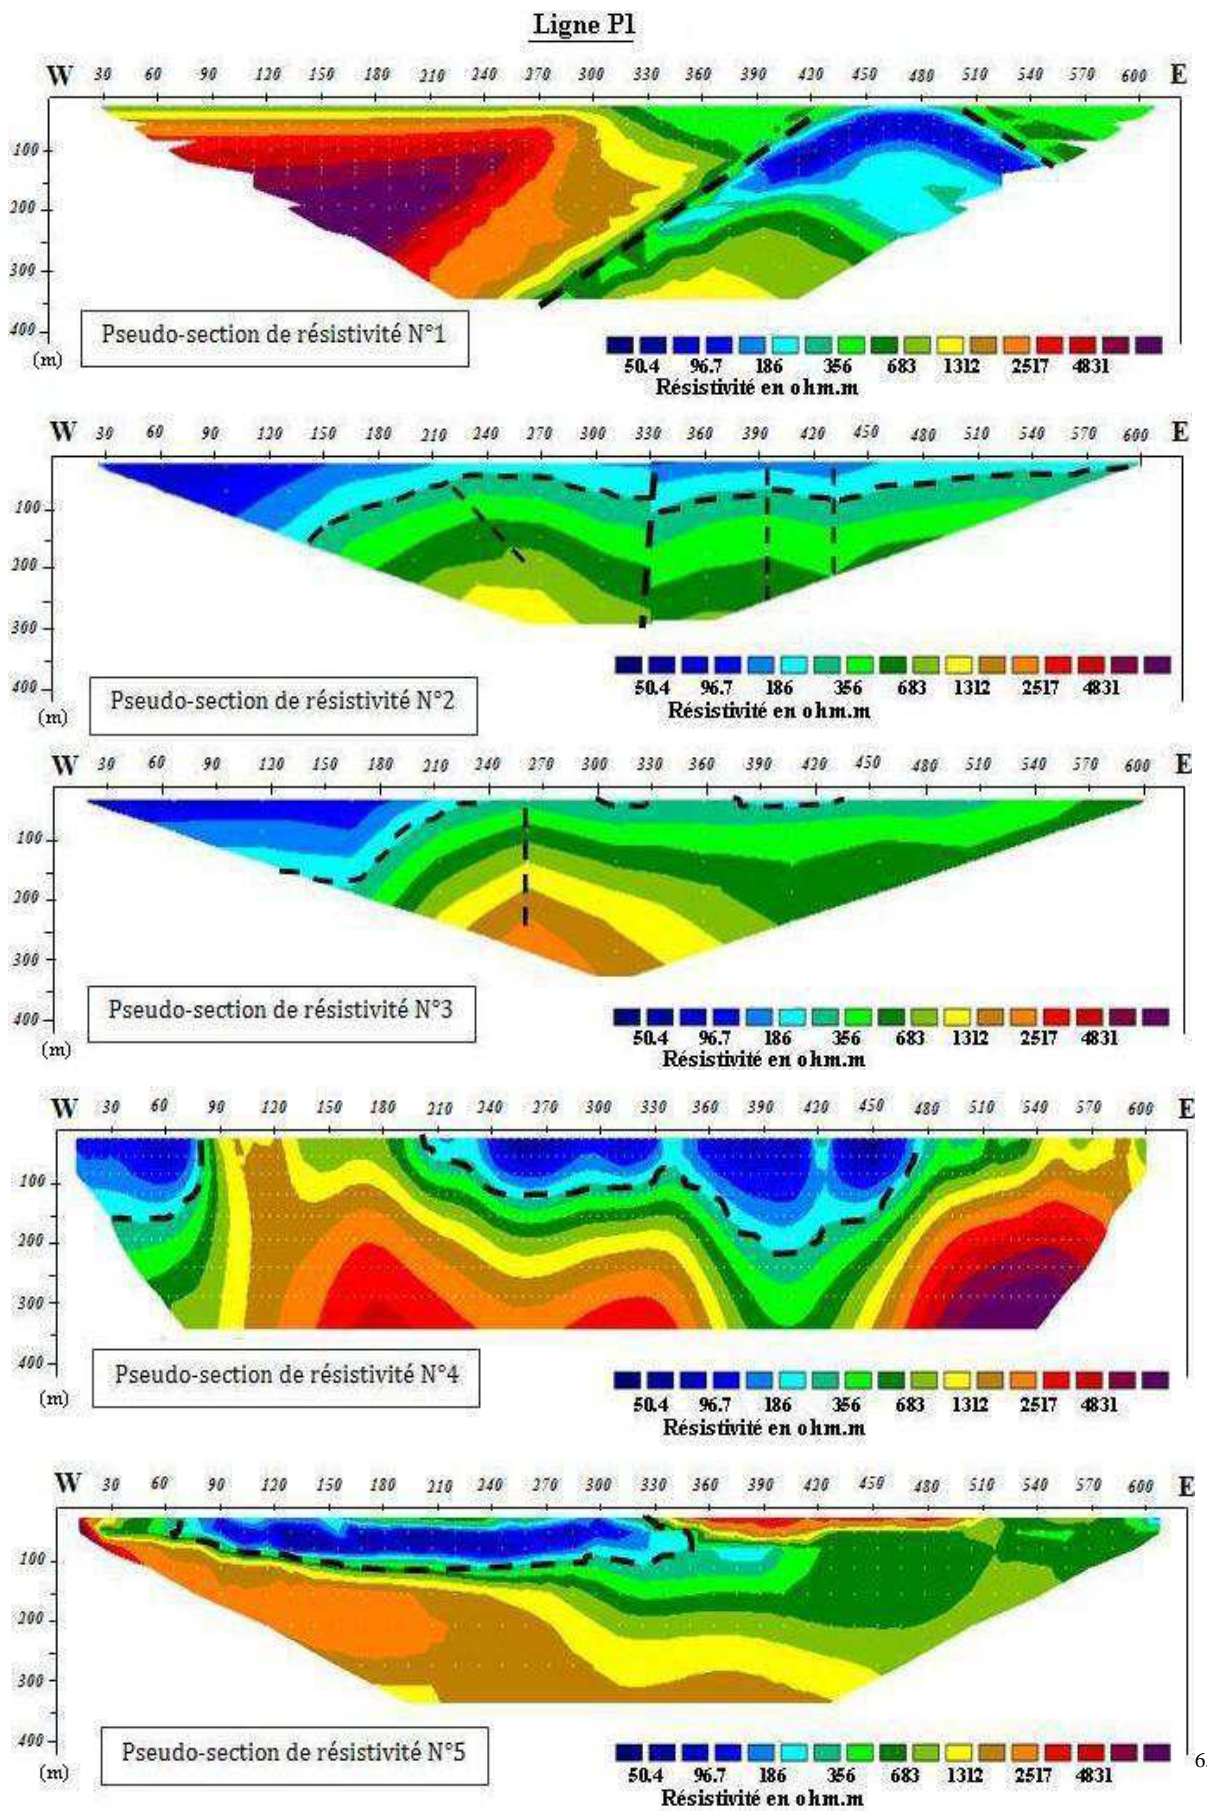 Ligne P1
W 30 60 90 120 150 180 210 240 270 300 330 360 390 420 450 480 510 540 570 600 E
100
200
300
400
(m)
Pseudo-section de résistivité N°1
50.4 96.7 186 356 683 1312 2517 4831
Résistivité en ohm.m
W 30 60 90 120 150 180 210 240 270 300 330 360 390 420 450 480 510 540 570 600 E
100
200
300
400
(m)
Pseudo-section de résistivité N°2
50.4 96.7 186 356 683 1312 2517 4831
Résistivité en ohm.m
W 30 60 90 120 150 180 210 240 270 300 330 360 390 420 450 480 510 540 570 600 E
100
200
300
400
(m)
Pseudo-section de résistivité N°3
50.4 96.7 186 356 683 1312 2517 4831
Résistivité en ohm.m
W 30 60 90 120 150 180 210 240 270 300 330 360 390 420 450 480 510 540 570 600 E
100
200
300
400
(m)
Pseudo-section de résistivité N°4
50.4 96.7 186 356 683 1312 2517 4831
Résistivité en ohm.m
W 30 60 90 120 150 180 210 240 270 300 330 360 390 420 450 480 510 540 570 600 E
100
200
300
400
(m)
Pseudo-section de résistivité N°5
50.4 96.7 186 356 683 1312 2517 4831
Résistivité en ohm.m